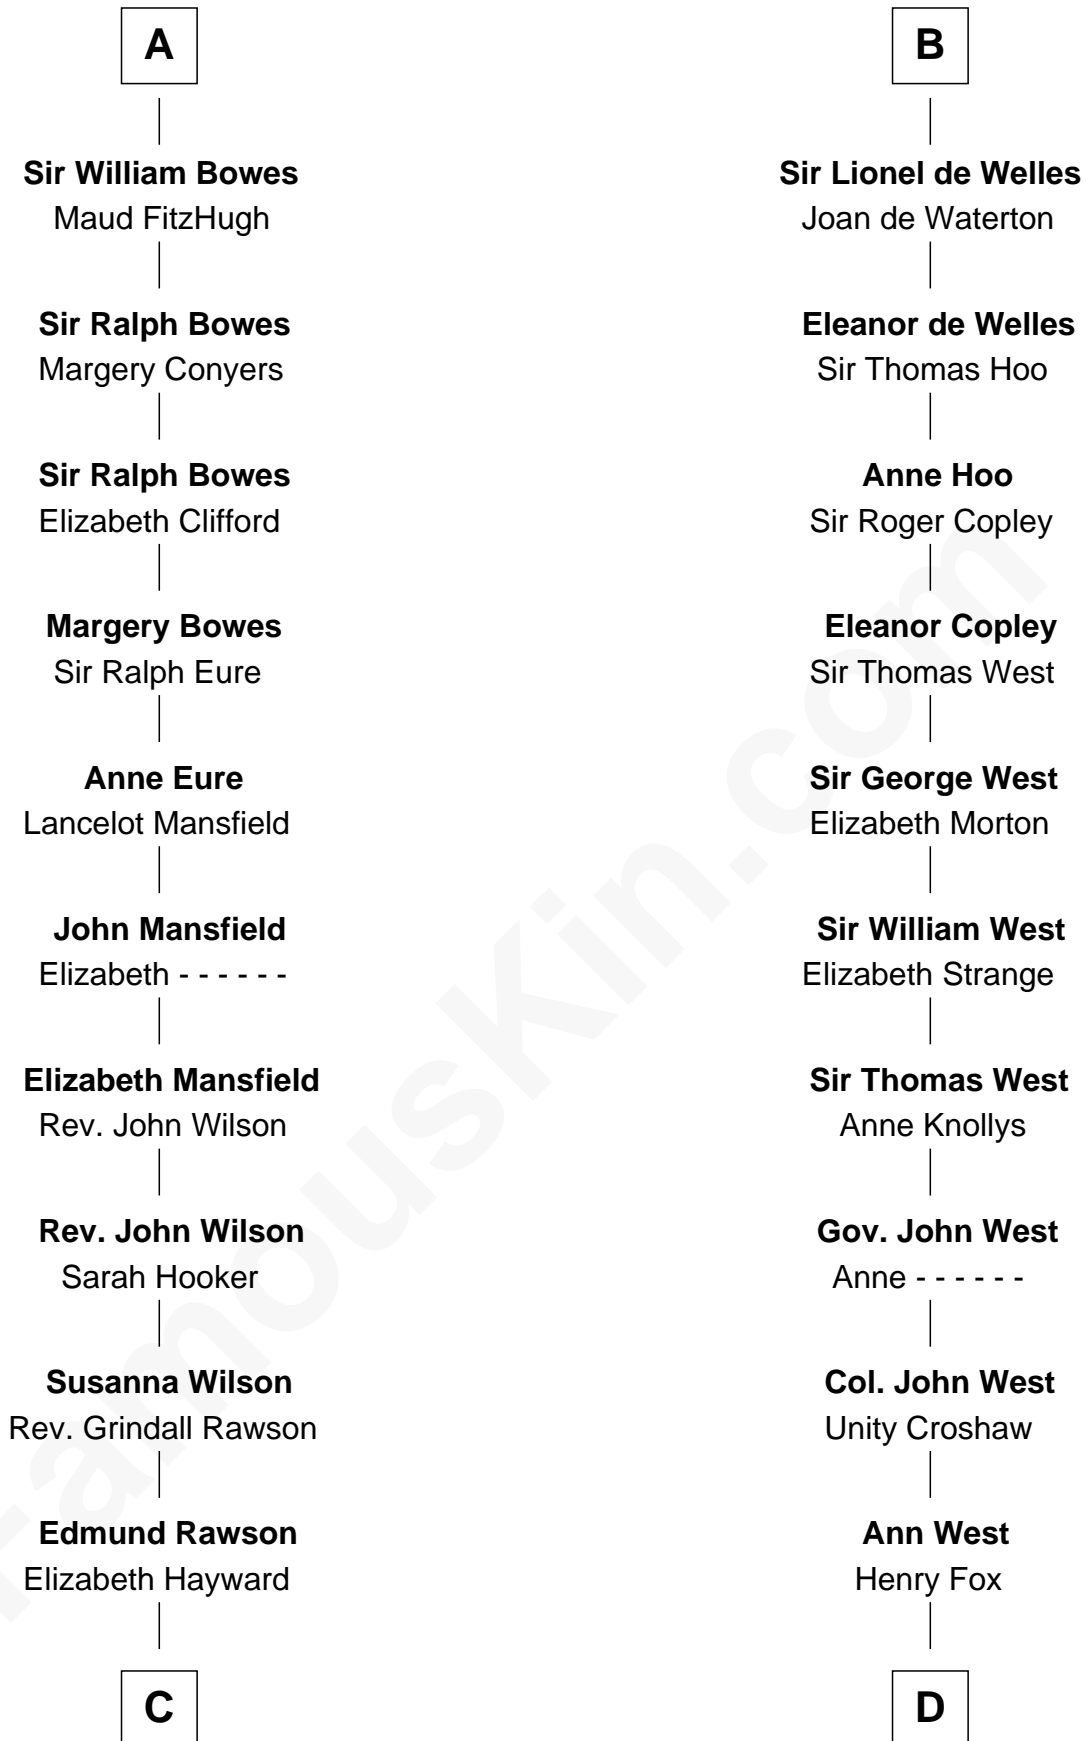 A
Sir William Bowes
Maud FitzHugh
Sir Ralph Bowes
Margery Conyers
Sir Ralph Bowes
Elizabeth Clifford
Margery Bowes
Sir Ralph Eure
Anne Eure
Lancelot Mansfield
John Mansfield
Elizabeth - - - - - -
Elizabeth Mansfield
Rev. John Wilson
Rev. John Wilson
Sarah Hooker
Susanna Wilson
Rev. Grindall Rawson
Edmund Rawson
Elizabeth Hayward
C
B
Sir Lionel de Welles
Joan de Waterton
Eleanor de Welles
Sir Thomas Hoo
Anne Hoo
Sir Roger Copley
Eleanor Copley
Sir Thomas West
Sir George West
Elizabeth Morton
Sir William West
Elizabeth Strange
Sir Thomas West
Anne Knollys
Gov. John West
Anne - - - - - -
Col. John West
Unity Croshaw
Ann West
Henry Fox
D
FamousKin.com